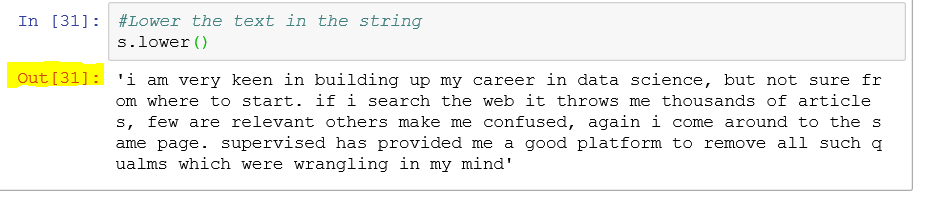 In [31]: #Lower the text in the string
s.lower()
Out[31]: 'i am very keen in building up my career in data science, but not sure fr
om where to start. if i search the web it throws me thousands of article
s, few are relevant others make me confused, again i come around to the s
ame page. supervised has provided me a good platform to remove all such q
ualms which were wrangling in my mind'